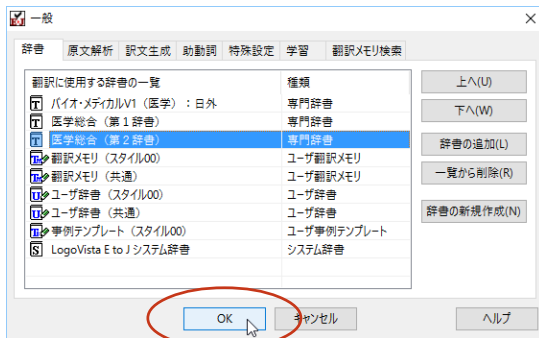 一般
辞書 原文解析 訳文生成 助動詞 特殊設定 学習 翻訳メモリ検索
翻訳に使用する辞書の一覧 種類
バイオ・メディカルV1(医学):日外 専門辞書
医学総合(第1辞書) 専門辞書
医学総合(第2辞書) 専門辞書
翻訳メモリ(スタイル00) ユーザ翻訳メモリ
翻訳メモリ(共通) ユーザ翻訳メモリ
ユーザ辞書(スタイル00) ユーザ辞書
ユーザ辞書(共通) ユーザ辞書
事例テンプレート(スタイル00) ユーザ事例テンプレート
LogoVista E to J システム辞書 システム辞書
上へ(U)
下へ(W)
辞書の追加(L)
一覧から削除(R)
辞書の新規作成(N)
OK キャンセル ヘルプ